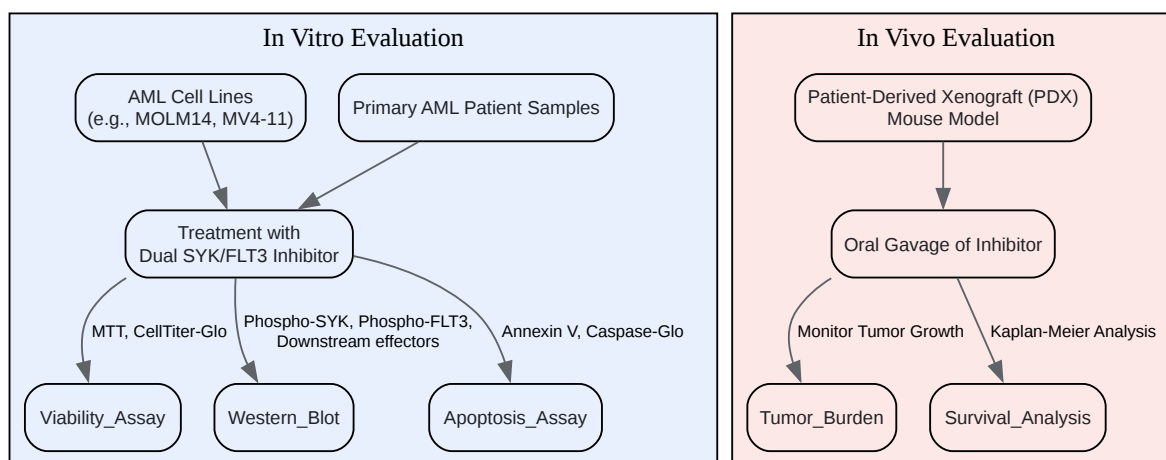 In Vitro Evaluation
AML Cell Lines
(e.g., MOLM14, MV4-11)
Primary AML Patient Samples
Treatment with
Dual SYK/FLT3 Inhibitor
MTT, CellTiter-Glo
Phospho-SYK, Phospho-FLT3,
Downstream effectors
Annexin V, Caspase-Glo
Viability_Assay
Western_Blot
Apoptosis_Assay
In Vivo Evaluation
Patient-Derived Xenograft (PDX)
Mouse Model
Oral Gavage of Inhibitor
Monitor Tumor Growth
Kaplan-Meier Analysis
Tumor_Burden
Survival_Analysis